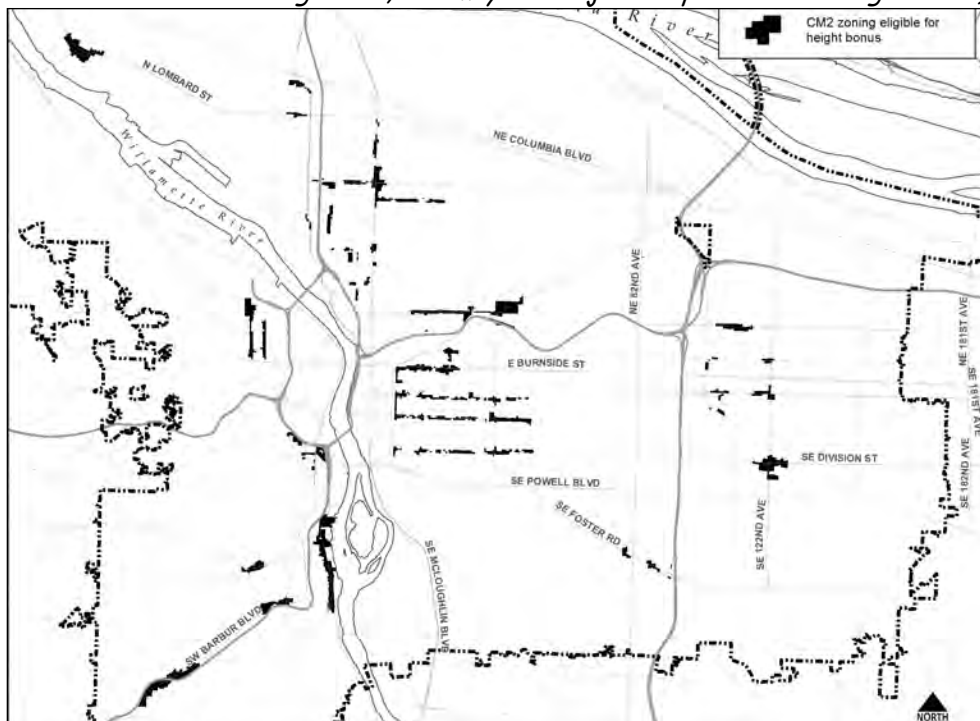 CM2 zoning eligible for
height bonus
River
N LOMBARD ST
NE COLUMBIA BLVD
Willamette River
NE 82ND AVE
NE 181ST AVE
E BURNSIDE ST
SE 181ST AVE
SE DIVISION ST
SE POWELL BLVD
SE 182ND AVE
SE FOSTER RD
SE 122ND AVE
SE MCLOUGHLIN BLVD
SW BARBUR BLVD
NORTH